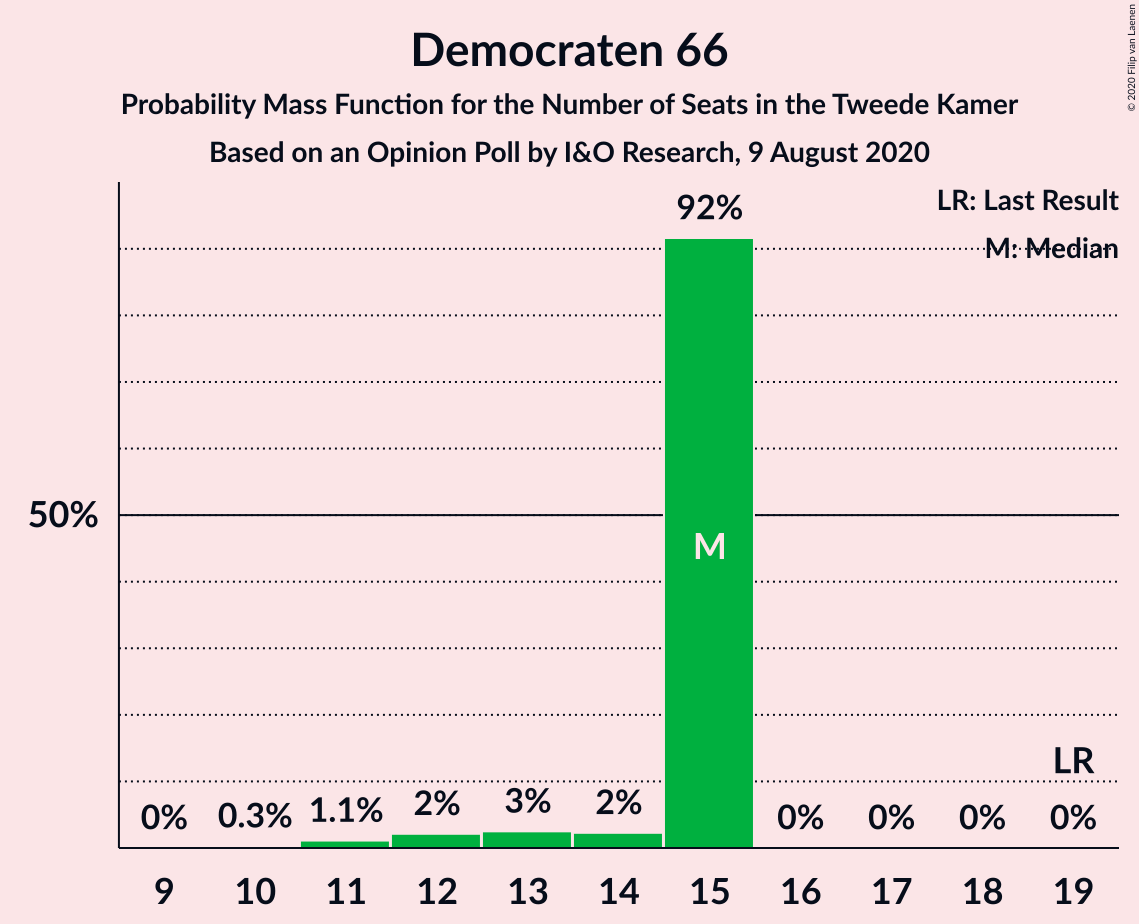 Democraten 66
Probability Mass Function for the Number of Seats in the Tweede Kamer
Based on an Opinion Poll by I&O Research, 9 August 2020
© 2020 Filip van Laenen
LR: Last Result
M: Median
92%
50%
M
LR
0% 0.3% 1.1% 2% 3% 2% 0% 0% 0% 0%
9 10 11 12 13 14 15 16 17 18 19